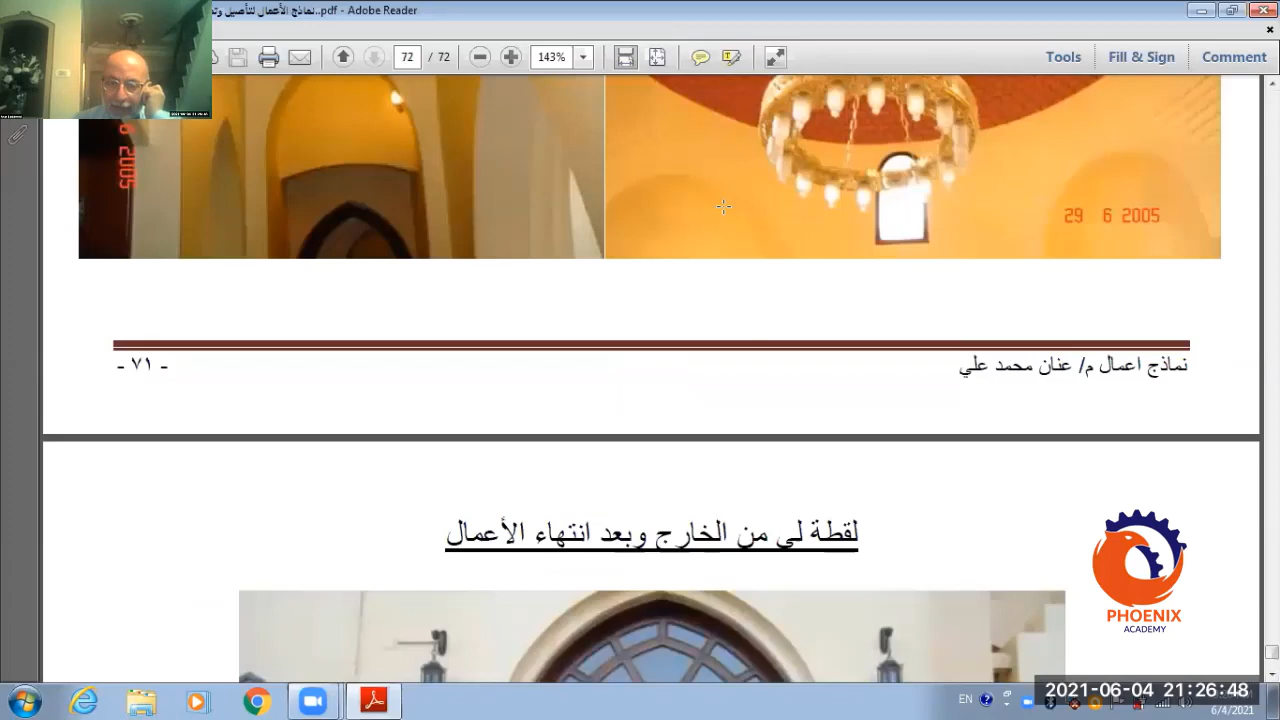 نماذج الأعمال لتأصيل وتم..pdf - Adobe Reader
72 / 72
143%
Tools
Fill & Sign
Comment
2005
29 6 2005
نماذج اعمال م/ عنان محمد علي
- ٧١ -
لقطة لي من الخارج وبعد انتهاء الأعمال
PHOENIX
ACADEMY
EN
2021-06-04 21:26:48
6/4/2021